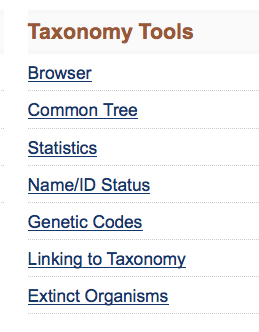 Taxonomy Tools
Browser
Common Tree
Statistics
Name/ID Status
Genetic Codes
Linking to Taxonomy
Extinct Organisms